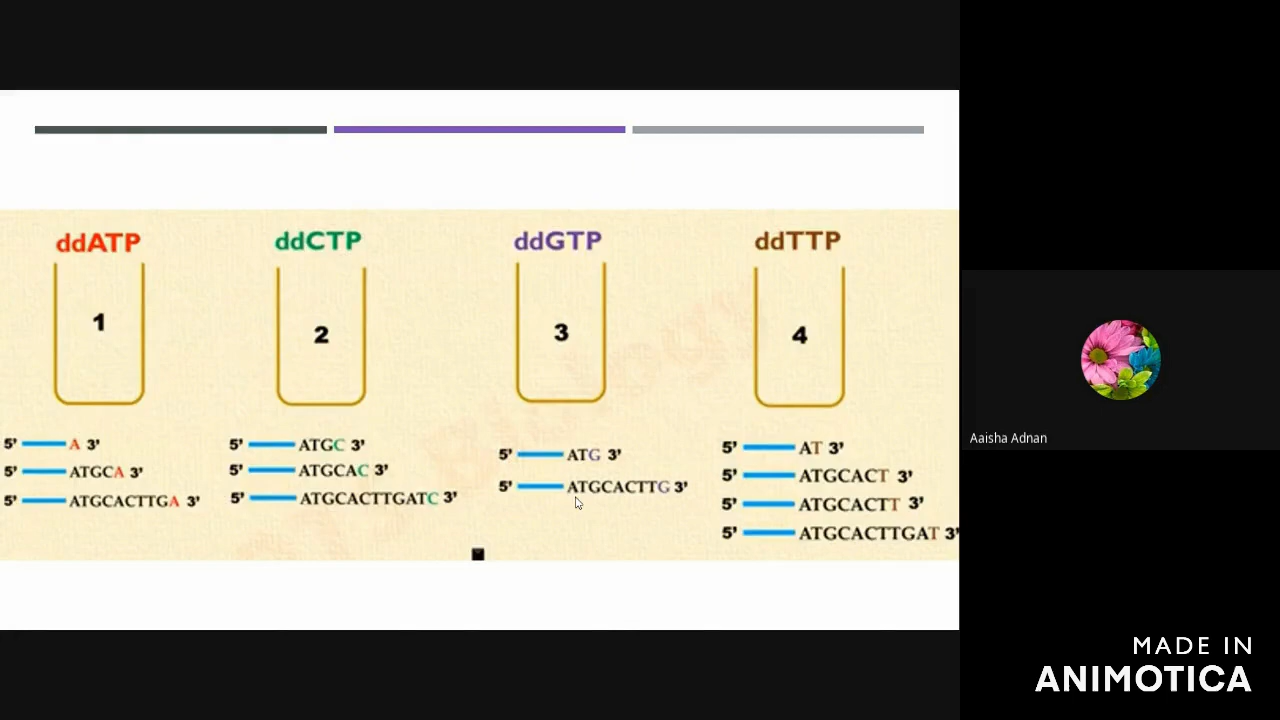 ddATP
ddCTP
ddGTP
ddTTP
1
2
3
4
5' A 3'
5' ATGCA 3'
5' ATGCACTTGA 3'
5' ATGC 3'
5' ATGCAC 3'
5' ATGCACTTGATC 3'
5' ATG 3'
5' ATGCACTTG 3'
5' AT 3'
5' ATGCACT 3'
5' ATGCACTT 3'
5' ATGCACTTGAT 3'
Aaisha Adnan
MADE IN
ANIMOTICA